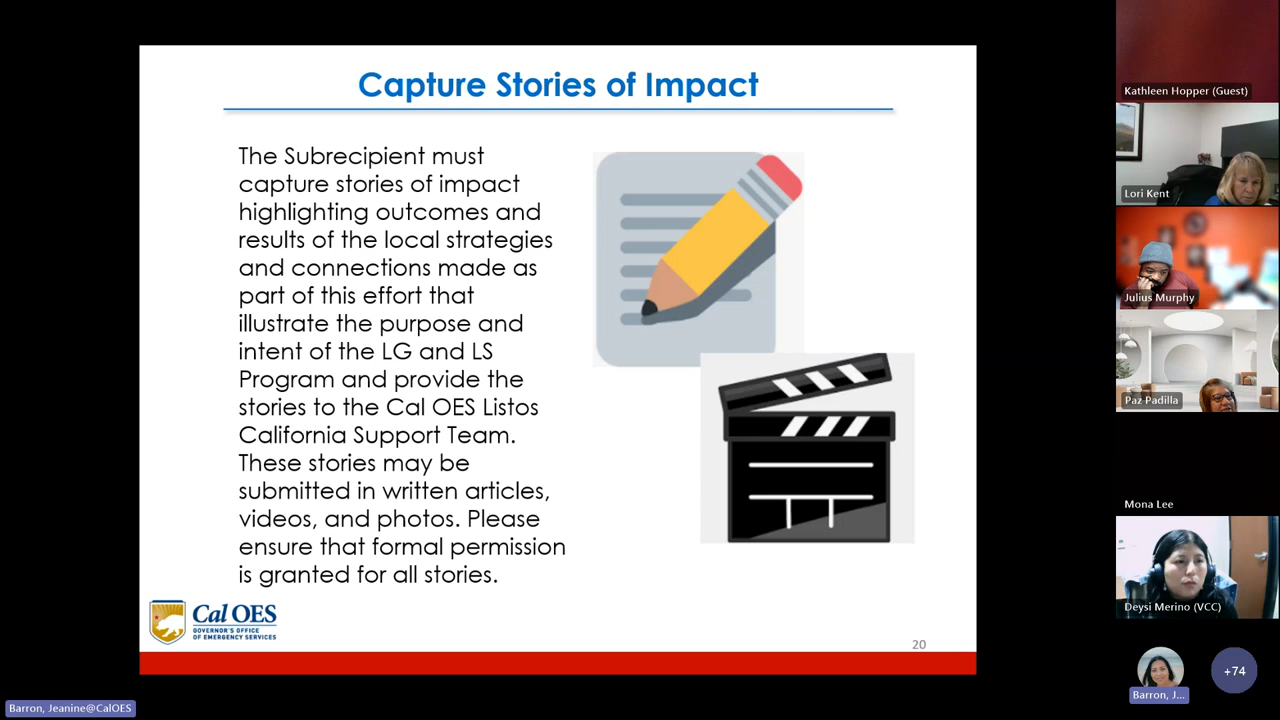 Capture Stories of Impact
The Subrecipient must
capture stories of impact
highlighting outcomes and
results of the local strategies
and connections made as
part of this effort that
illustrate the purpose and
intent of the LG and LS
Program and provide the
stories to the Cal OES Listos
California Support Team.
These stories may be
submitted in written articles,
videos, and photos. Please
ensure that formal permission
is granted for all stories.
Cal OES
GOVERNOR'S OFFICE
OF EMERGENCY SERVICES
20
Kathleen Hopper (Guest)
Lori Kent
Julius Murphy
Paz Padilla
Mona Lee
Deysi Merino (VCC)
Barron, J...
+74
Barron, Jeanine@CalOES